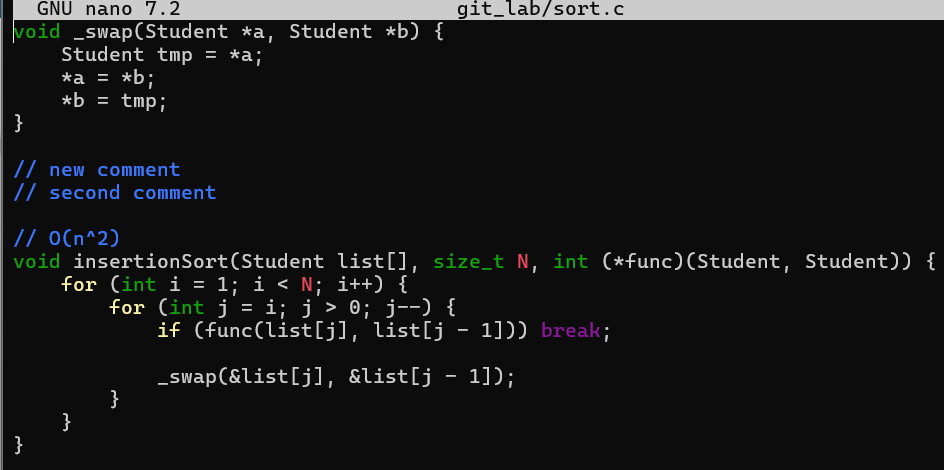 GNU nano 7.2 git_lab/sort.c
void _swap(Student *a, Student *b) {
    Student tmp = *a;
    *a = *b;
    *b = tmp;
}

// new comment
// second comment

// O(n^2)
void insertionSort(Student list[], size_t N, int (*func)(Student, Student)) {
    for (int i = 1; i < N; i++) {
        for (int j = i; j > 0; j--) {
            if (func(list[j], list[j - 1])) break;

            _swap(&list[j], &list[j - 1]);
        }
    }
}